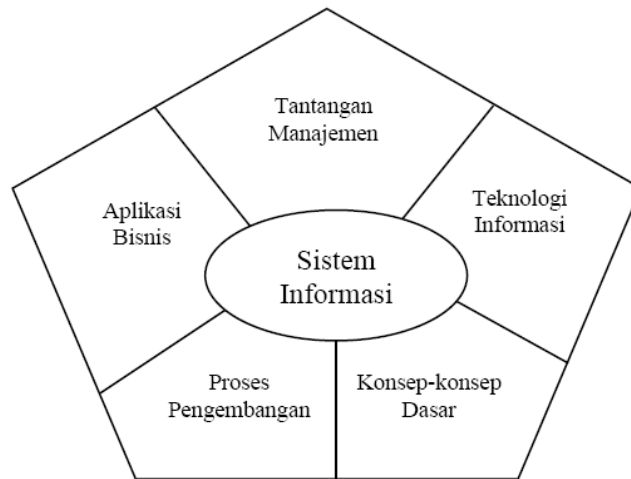 Tantangan
Manajemen
Aplikasi
Bisnis
Teknologi
Informasi
Sistem
Informasi
Proses
Pengembangan
Konsep-konsep
Dasar